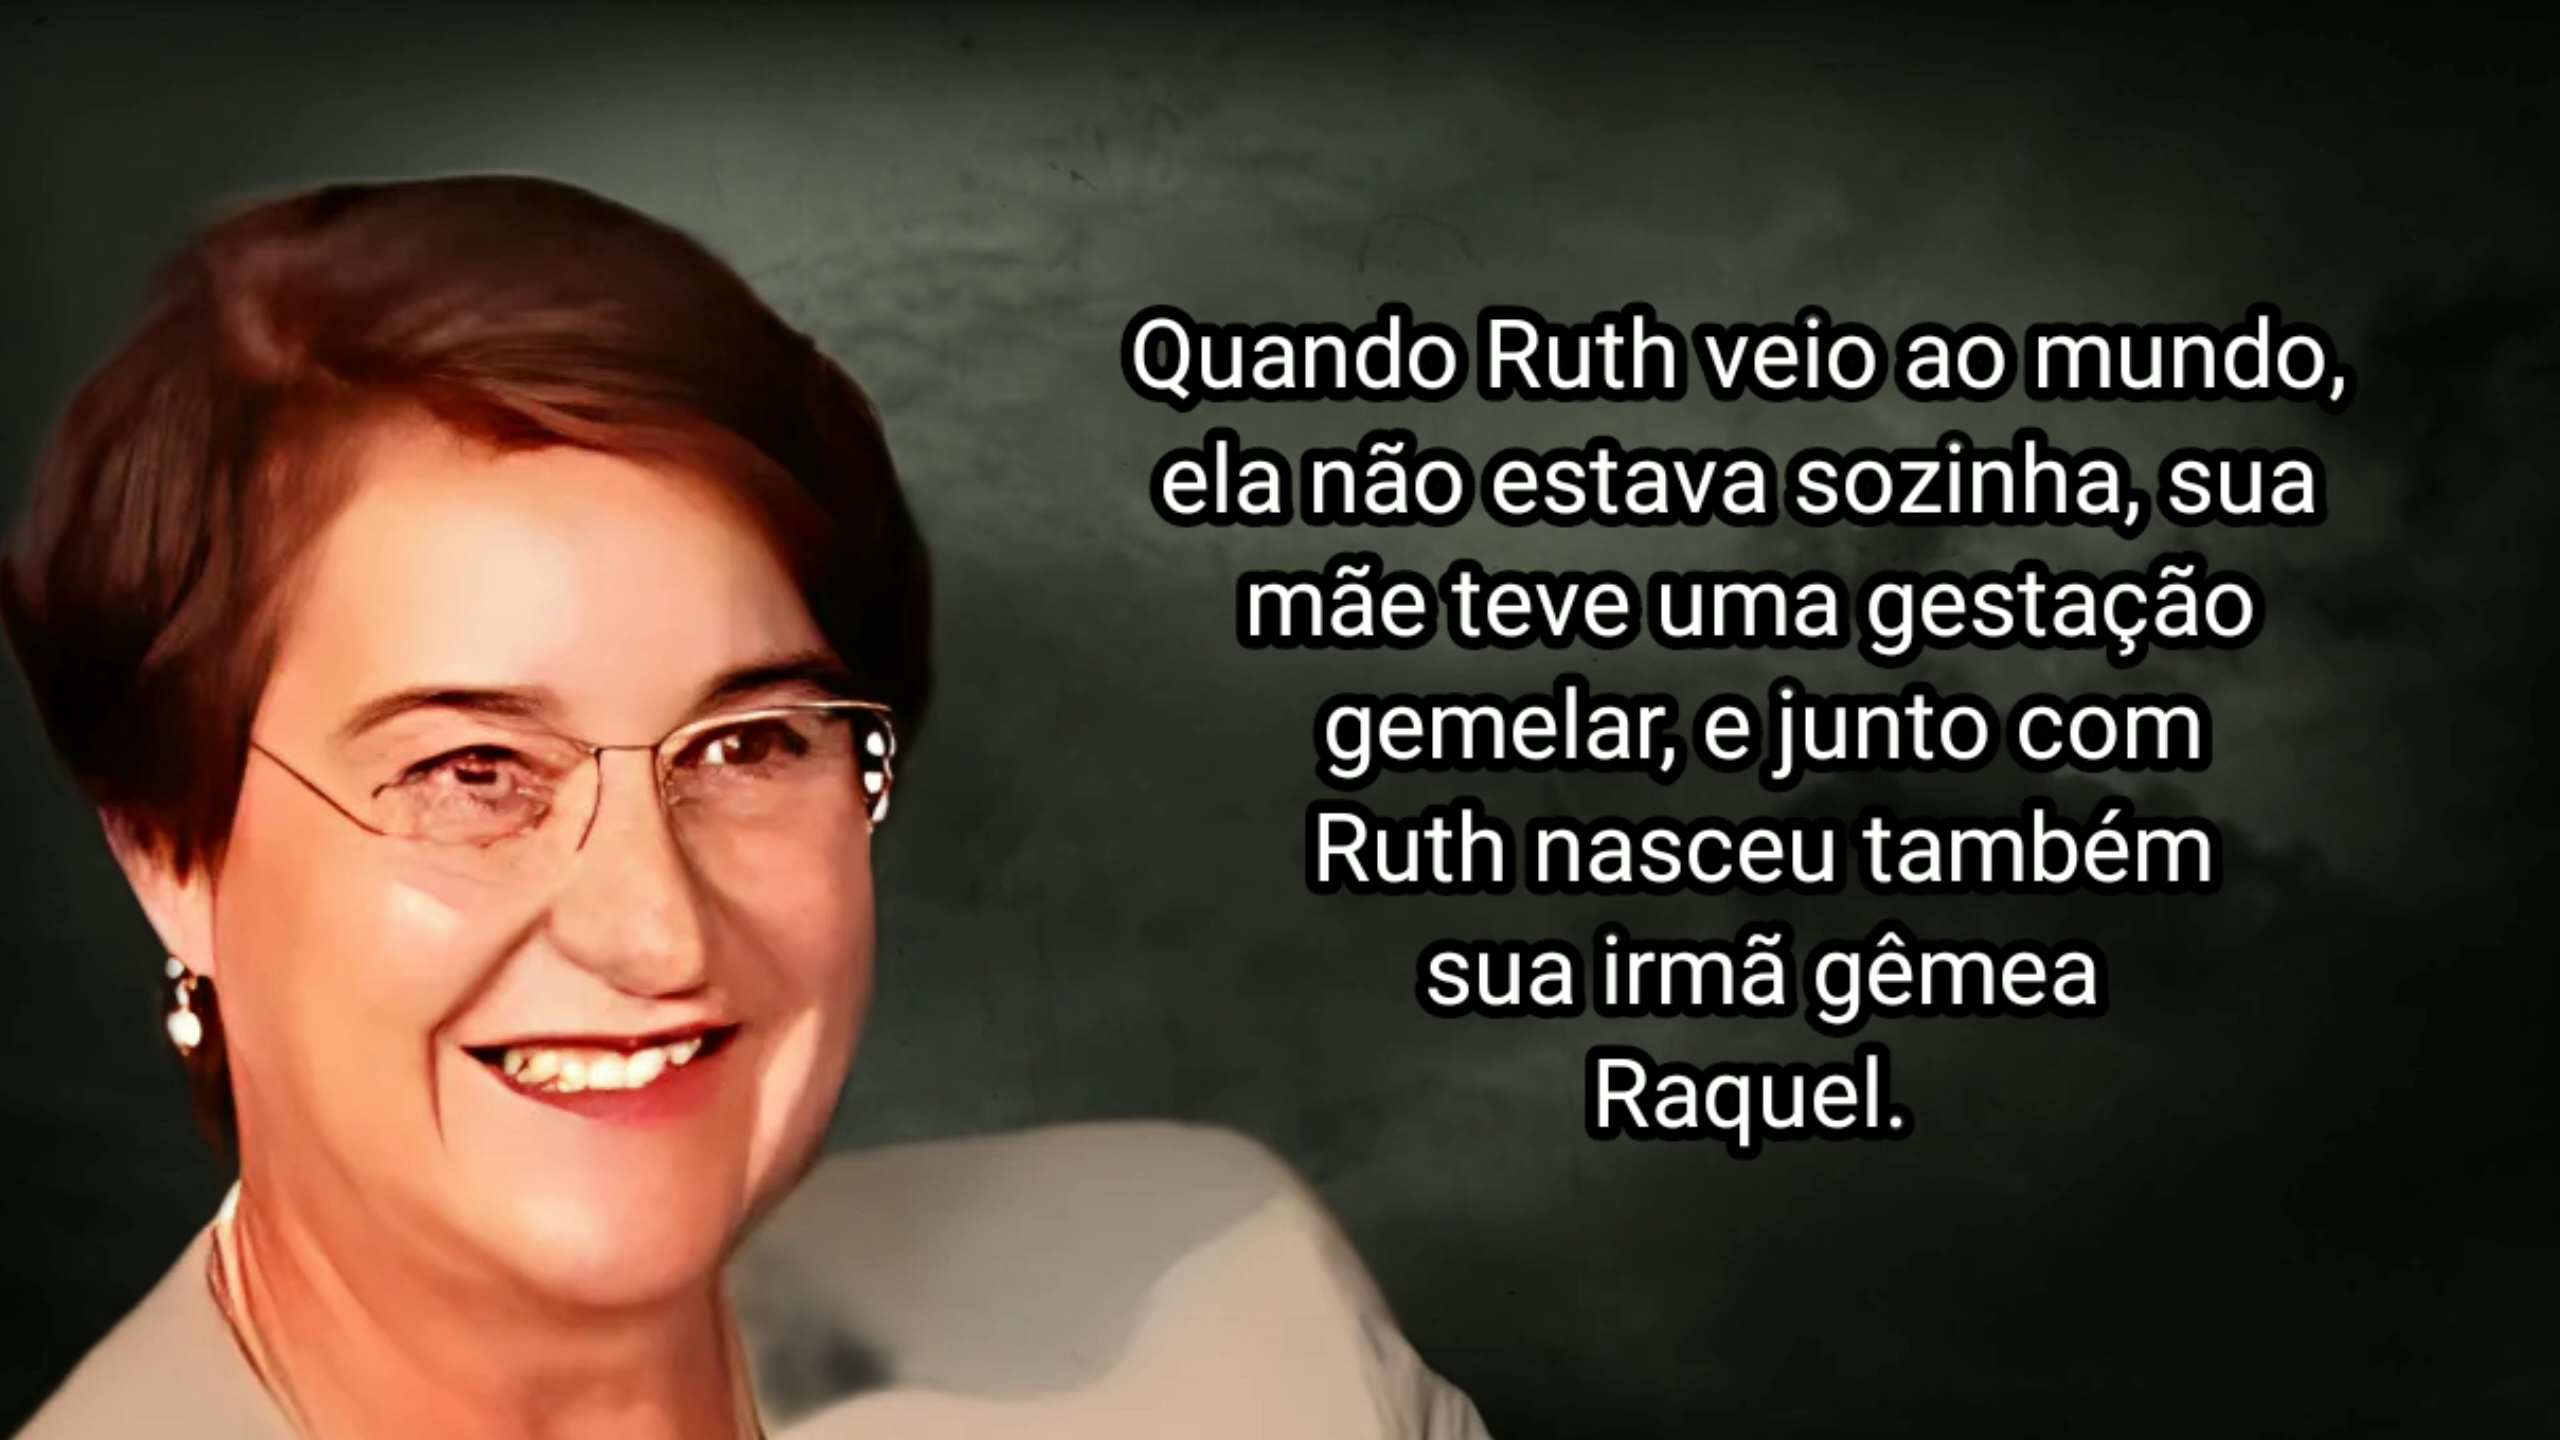 Quando Ruth veio ao mundo,
ela não estava sozinha, sua
mãe teve uma gestação
gemelar, e junto com
Ruth nasceu também
sua irmã gêmea
Raquel.